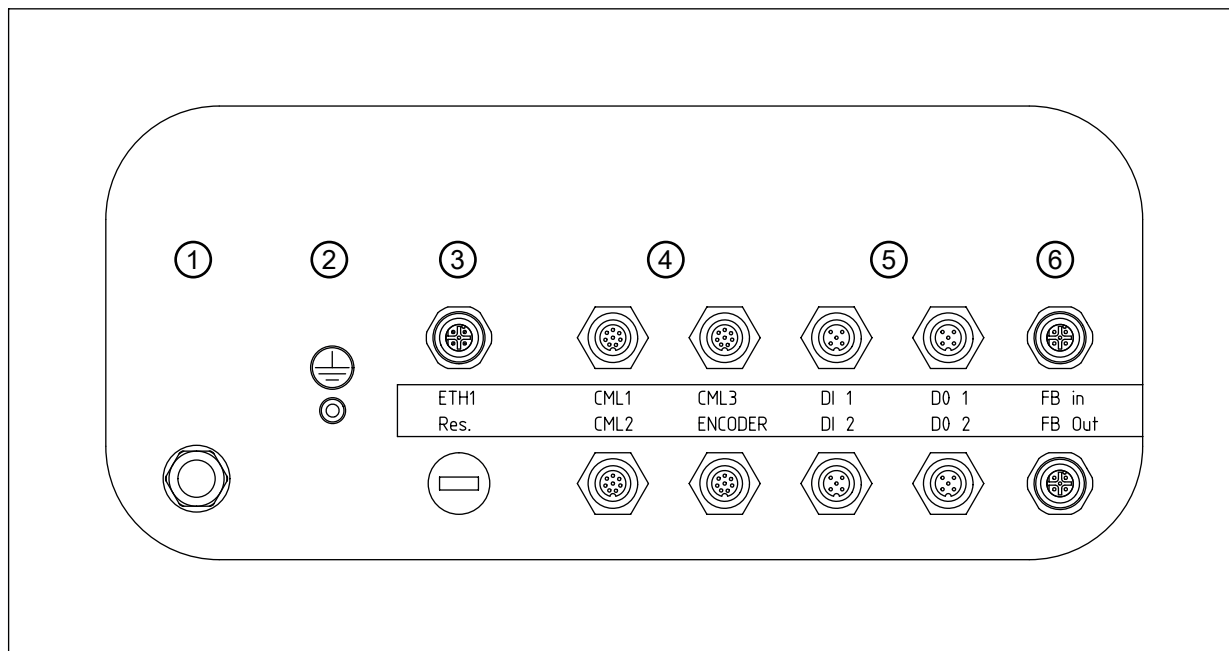 1 2 3 4 5 6
ETH1 CML1 CML3 DI 1 DO 1 FB in
Res. CML2 ENCODER DI 2 DO 2 FB Out